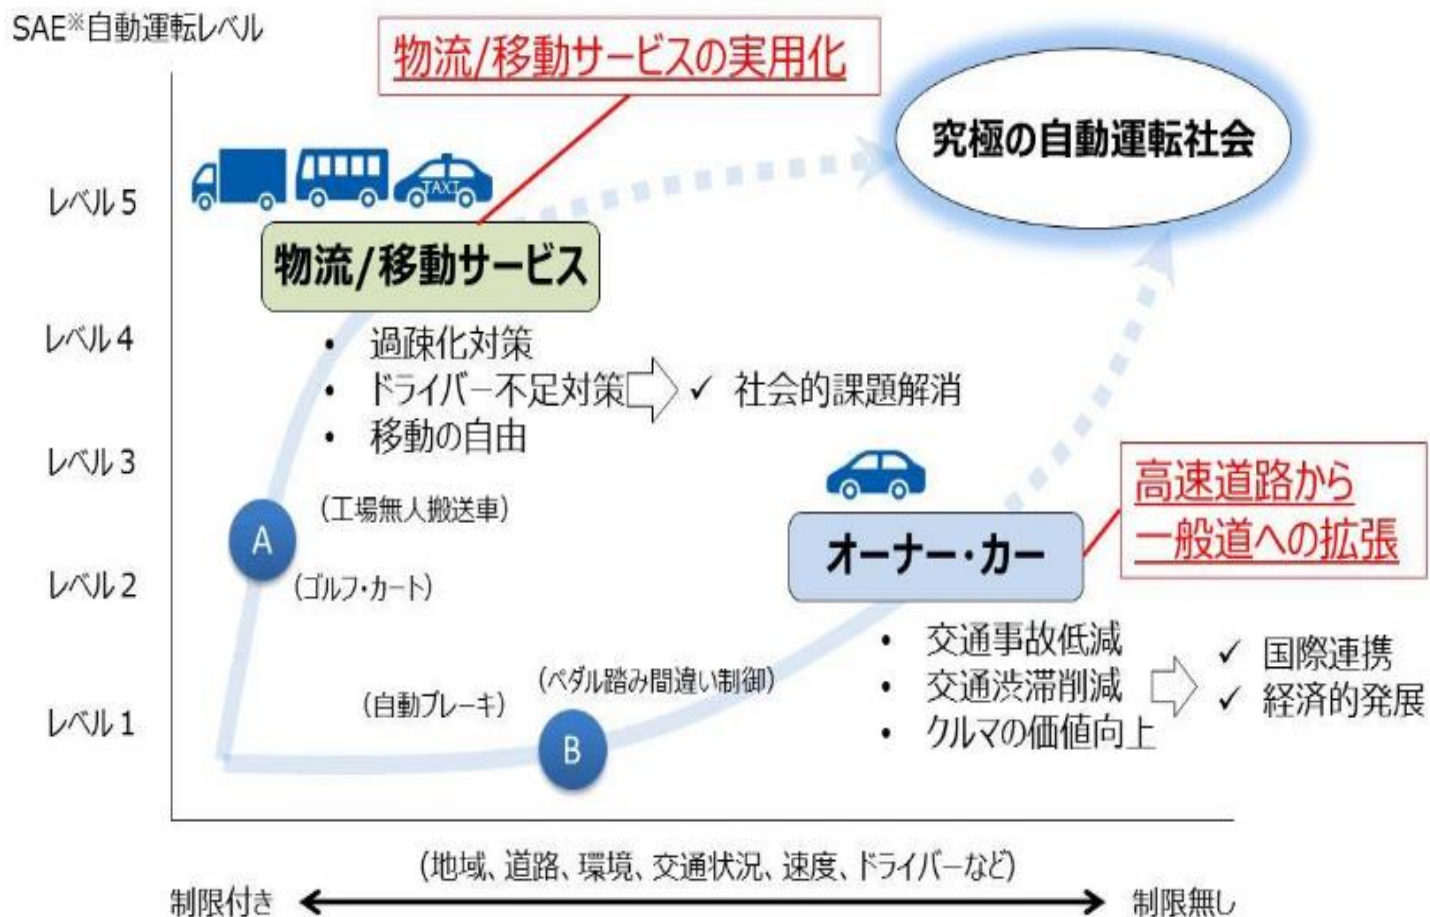 SAE※自動運転レベル
物流/移動サービスの実用化
究極の自動運転社会
TAXI
レベル5
物流/移動サービス
レベル4
• 過疎化対策
• ドライバー不足対策
✓ 社会的課題解消
• 移動の自由
レベル3
高速道路から
一般道への拡張
(工場無人搬送車)
A
オーナー・カー
レベル2
(ゴルフ・カート)
• 交通事故低減
• 交通渋滞削減
• クルマの価値向上
✓ 国際連携
✓ 経済的発展
(ペダル踏み間違い制御)
(自動ブレーキ)
レベル1
B
(地域、道路、環境、交通状況、速度、ドライバーなど)
制限付き
制限無し